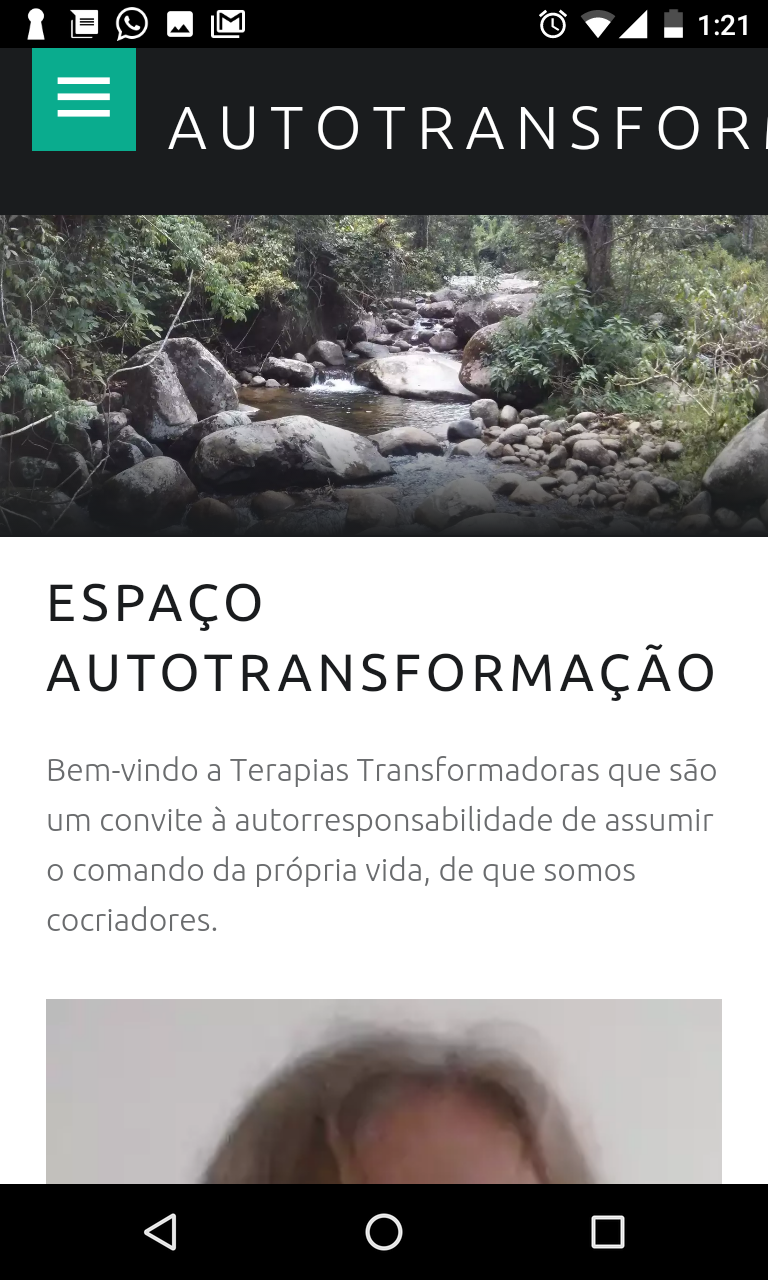 1:21
AUTOTRANSFOR
ESPAÇO
AUTOTRANSFORMAÇÃO
Bem-vindo a Terapias Transformadoras que são
um convite à autorresponsabilidade de assumir
o comando da própria vida, de que somos
cocriadores.